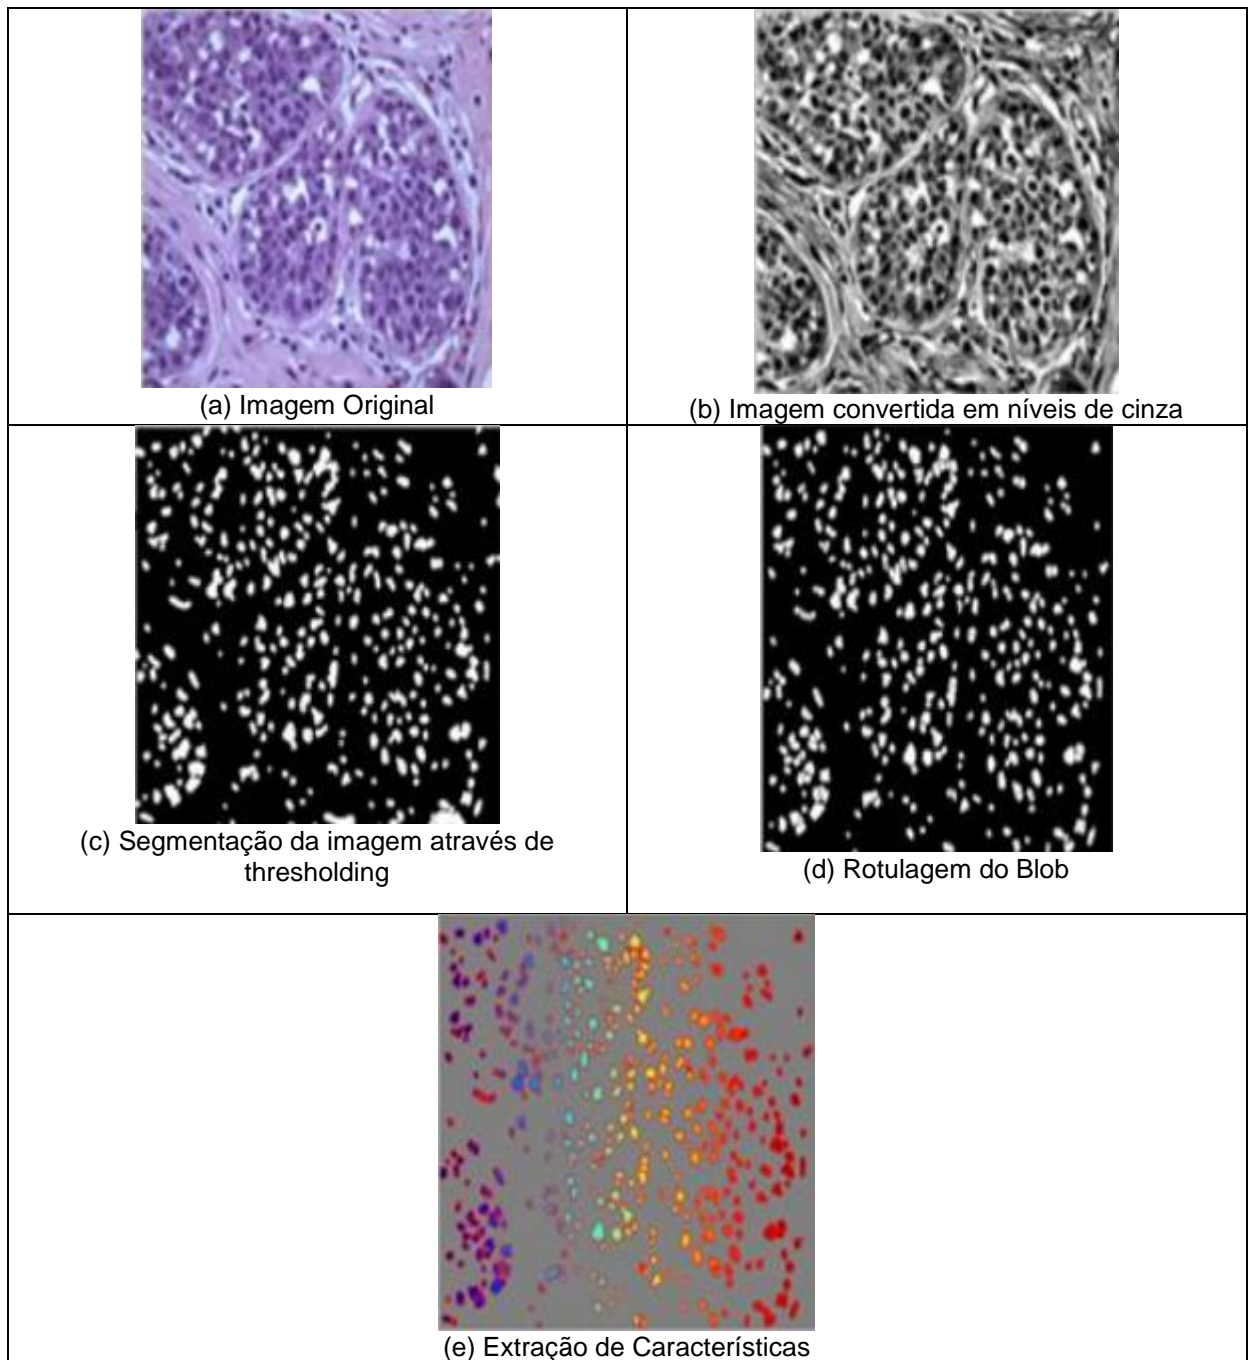 (a) Imagem Original
(b) Imagem convertida em níveis de cinza
(c) Segmentação da imagem através de
thresholding
(d) Rotulagem do Blob
(e) Extração de Características